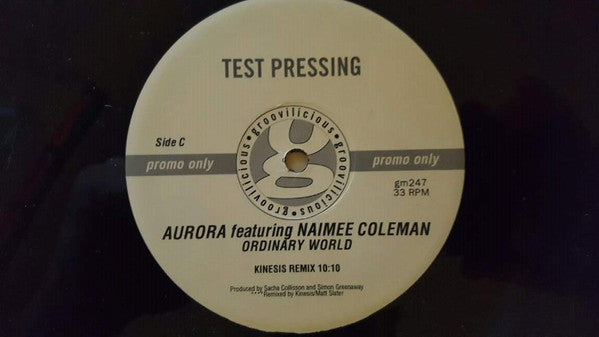 TEST PRESSING
Side C
groovilicious • groovilicious • groovilicious •
g
promo only
promo only
gm247
33 RPM
AURORA featuring NAIMEE COLEMAN
ORDINARY WORLD
KINESIS REMIX 10:10
Produced by Sacha Collisson and Simon Greenaway
Remixed by Kinesis/Matt Slater